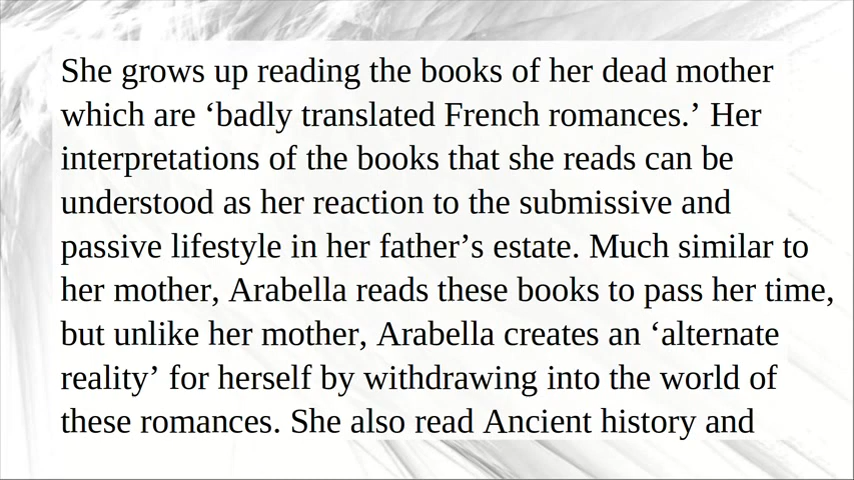 She grows up reading the books of her dead mother
which are ‘badly translated French romances.’ Her
interpretations of the books that she reads can be
understood as her reaction to the submissive and
passive lifestyle in her father’s estate. Much similar to
her mother, Arabella reads these books to pass her time,
but unlike her mother, Arabella creates an ‘alternate
reality’ for herself by withdrawing into the world of
these romances. She also read Ancient history and